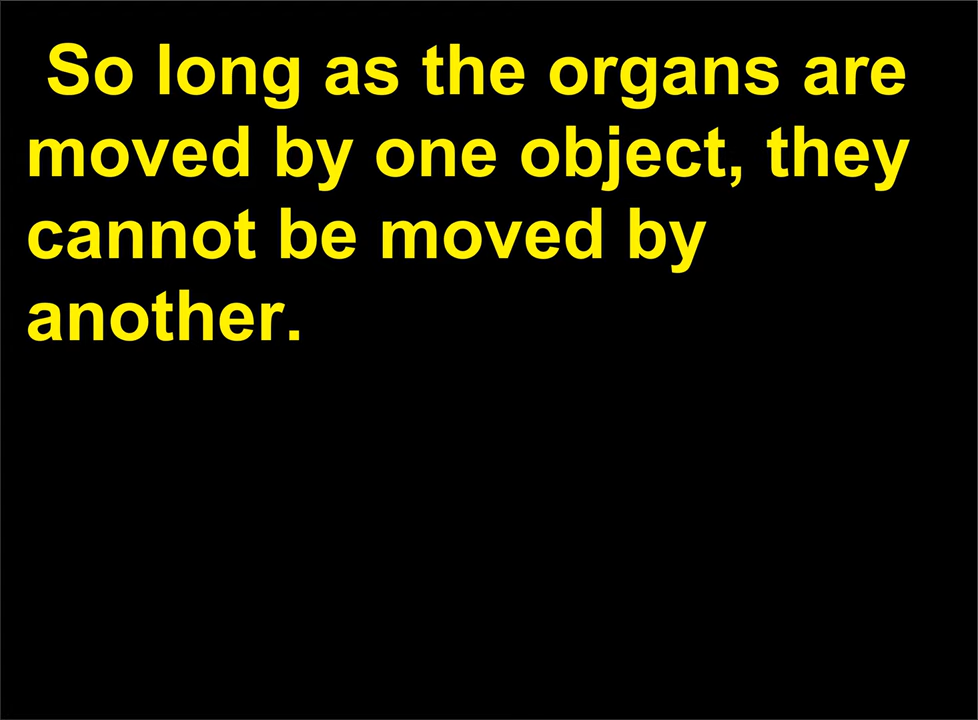 So long as the organs are
moved by one object, they
cannot be moved by
another.